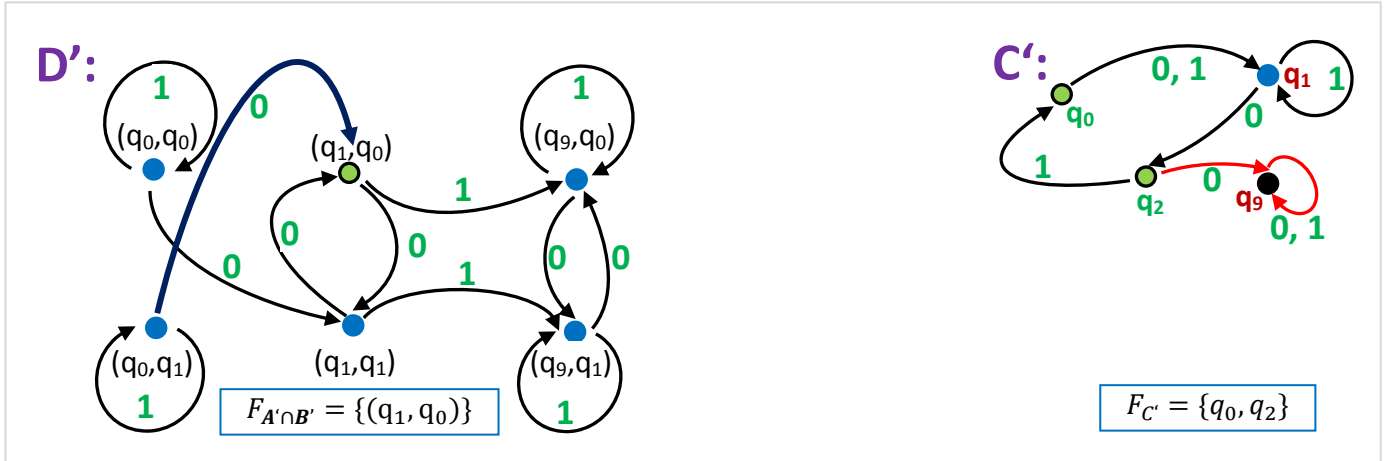 D’:
C‘:
1
1
0, 1
q₁
1
0
(q₀,q₀)
(q₁,q₀)
(q₉,q₀)
q₀
0
1
1
0
q₂
q₉
0, 1
0
0
0
0
0
1
(q₀,q₁)
(q₁,q₁)
(q₉,q₁)
1
1
F_A‘∩B’ = {(q₁, q₀)}
F_C‘ = {q₀, q₂}